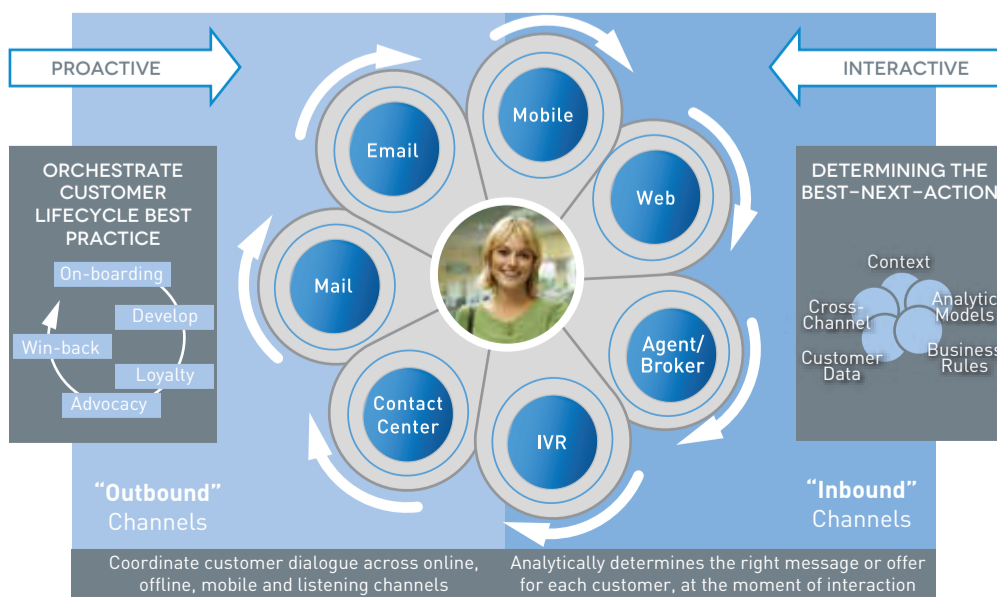 PROACTIVE
INTERACTIVE
ORCHESTRATE
CUSTOMER
LIFECYCLE BEST
PRACTICE
On-boarding
Develop
Win-back
Loyalty
Advocacy
Mobile
Email
Web
Mail
Agent/
Broker
Contact
Center
IVR
DETERMINING THE
BEST-NEXT-ACTION
Context
Cross-
Channel
Analytic
Models
Customer
Data
Business
Rules
“Outbound”
Channels
“Inbound”
Channels
Coordinate customer dialogue across online,
offline, mobile and listening channels
Analytically determines the right message or offer
for each customer, at the moment of interaction